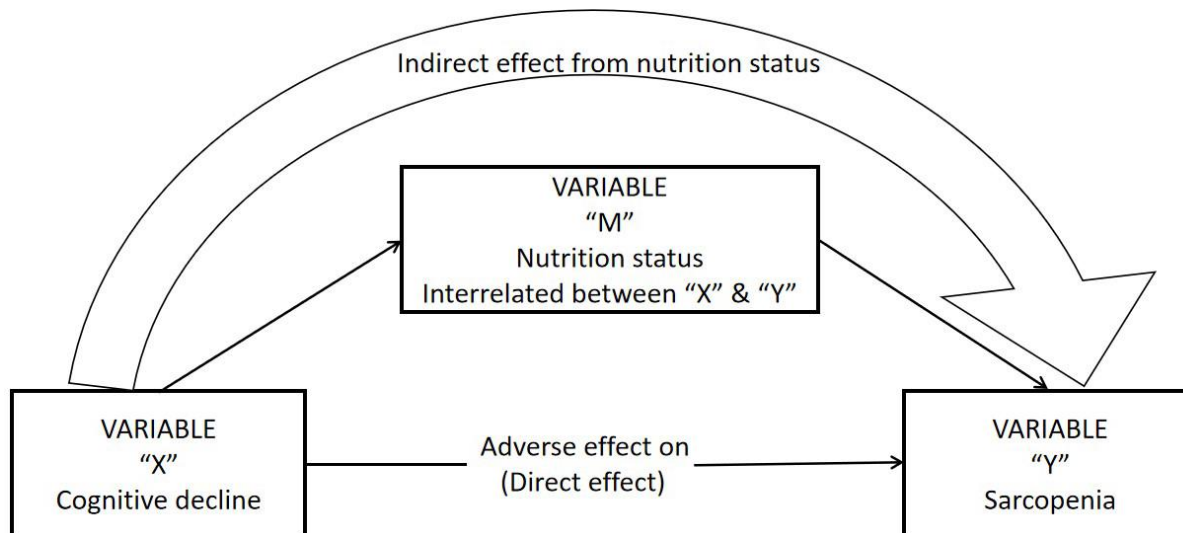 Indirect effect from nutrition status
VARIABLE
“M”
Nutrition status
Interrelated between “X” & “Y”
VARIABLE
“X”
Cognitive decline
Adverse effect on
(Direct effect)
VARIABLE
“Y”
Sarcopenia